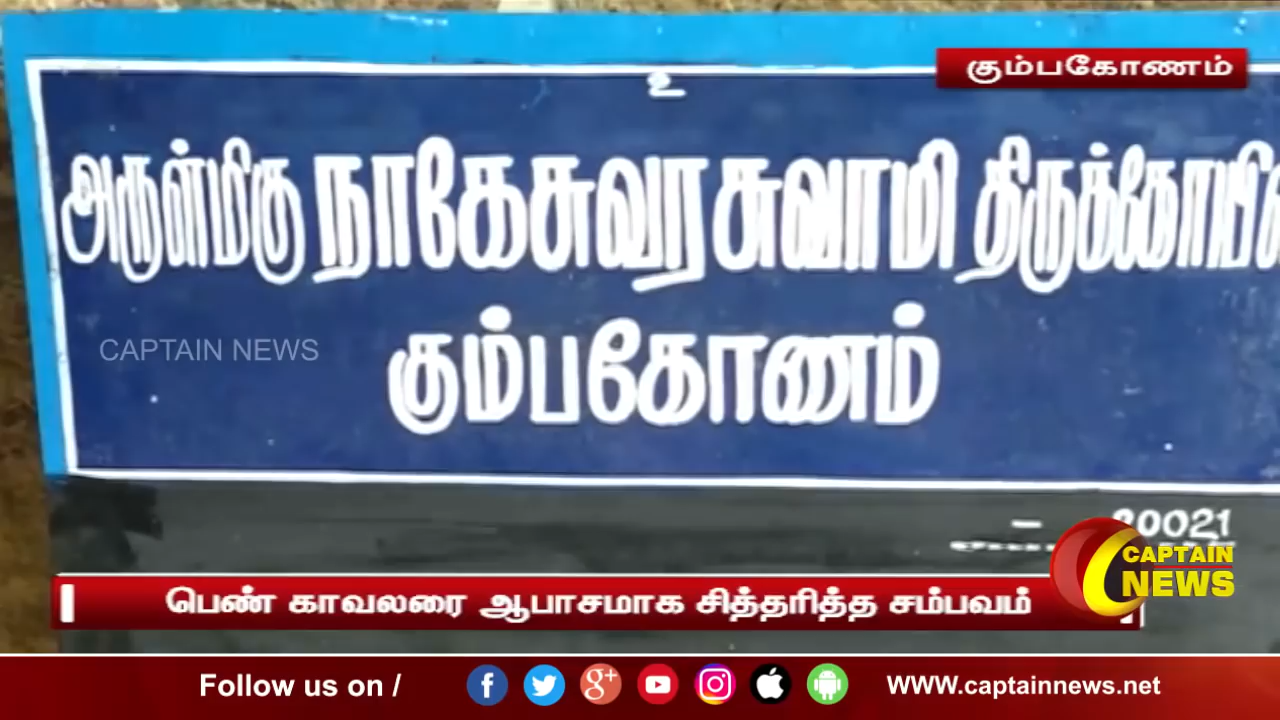 கும்பகோணம்
உ
அருள்மிகு நாகேசுவரசுவாமி
கும்பகோணம்
CAPTAIN NEWS
20021
CAPTAIN
NEWS
பெண் காவலரை ஆபாசமாக சித்தரித்த சம்பவம்
Follow us on / WWW.captainnews.net